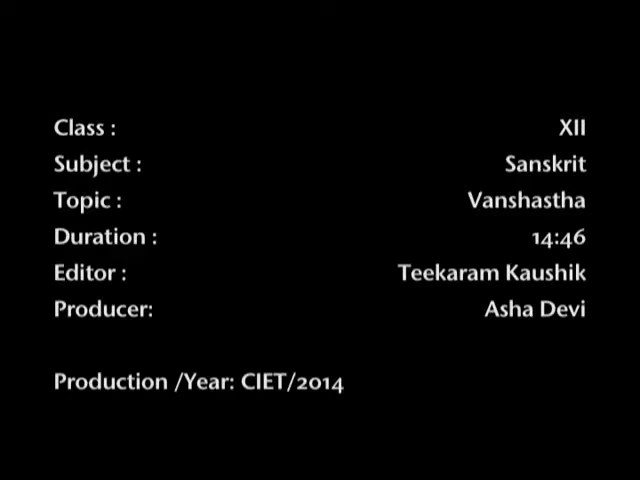 Class : XII
Subject : Sanskrit
Topic : Vanshastha
Duration : 14:46
Editor : Teekaram Kaushik
Producer: Asha Devi
Production /Year: CIET/2014